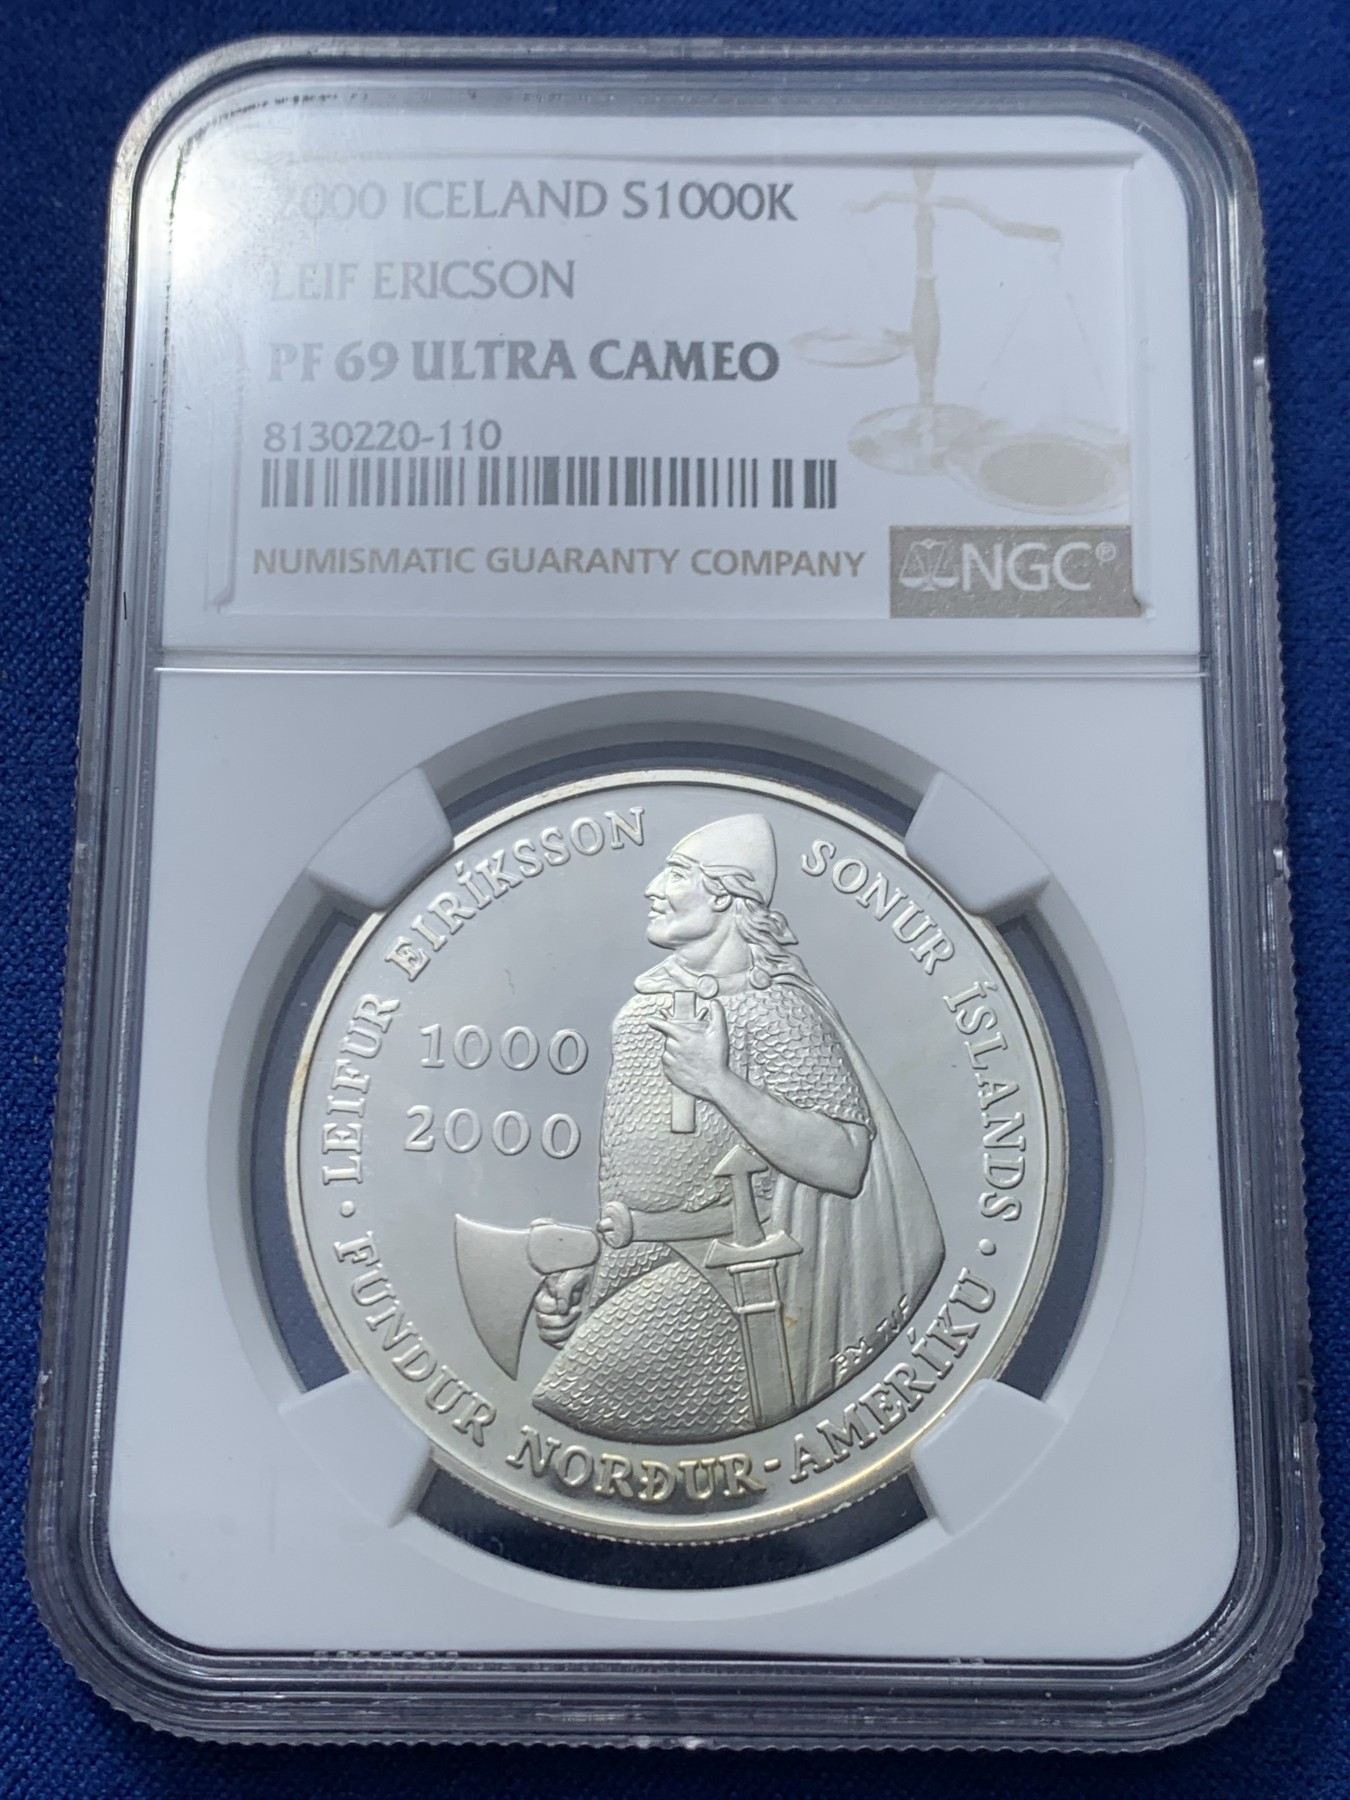 2000 ICELAND S1000K
LEIF ERICSON
PF 69 ULTRA CAMEO
8130220-110
NUMISMATIC GUARANTY COMPANY
NGC®
· LEIFUR EIRÍKSSON SONUR ÍSLANDS ·
1000
2000
FUNDUR NORÐUR-AMERÍKU